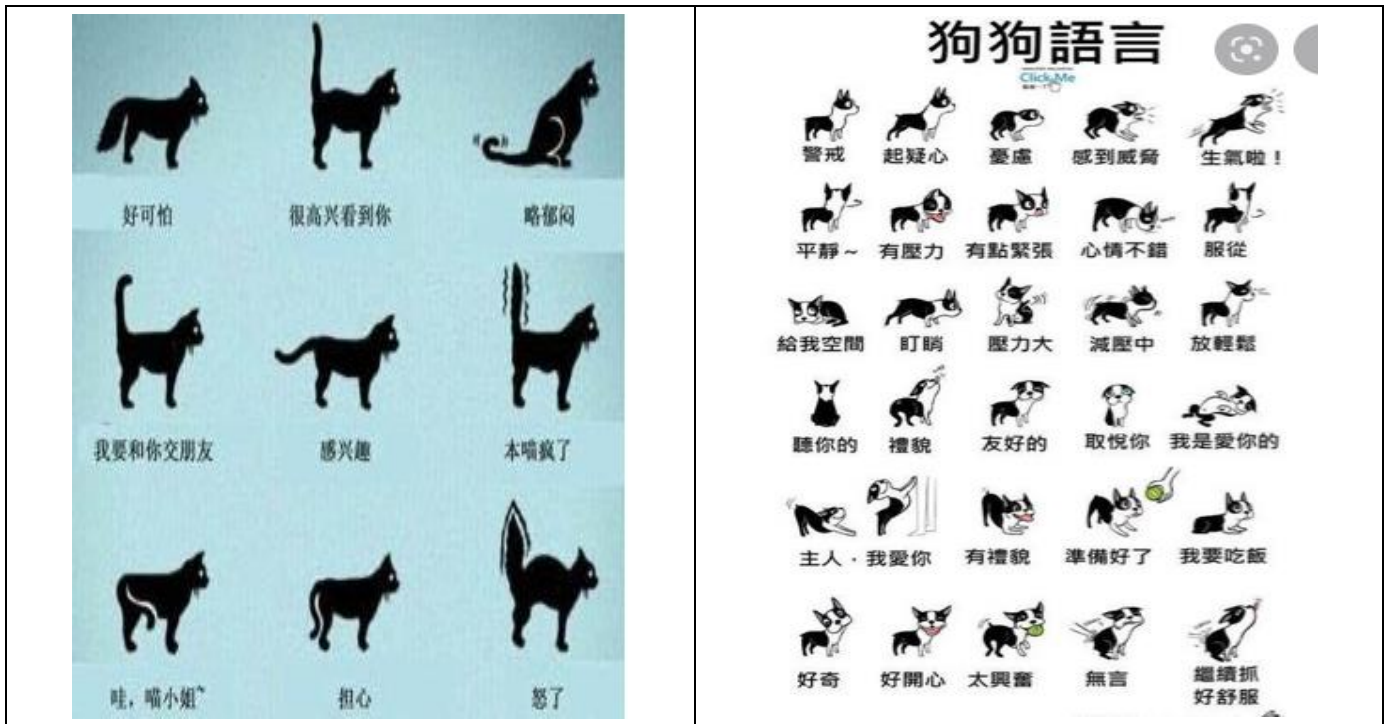 好可怕
很高兴看到你
略郁闷
我要和你交朋友
感兴趣
本喵疯了
哇，喵小姐~
担心
怒了
狗狗語言
Click Me
警戒
起疑心
憂慮
感到威脅
生氣啦！
平靜～
有壓力
有點緊張
心情不錯
服從
給我空間
盯哨
壓力大
減壓中
放輕鬆
聽你的
禮貌
友好的
取悅你
我是愛你的
主人．我愛你
有禮貌
準備好了
我要吃飯
好奇
好開心
太興奮
無言
繼續抓
好舒服